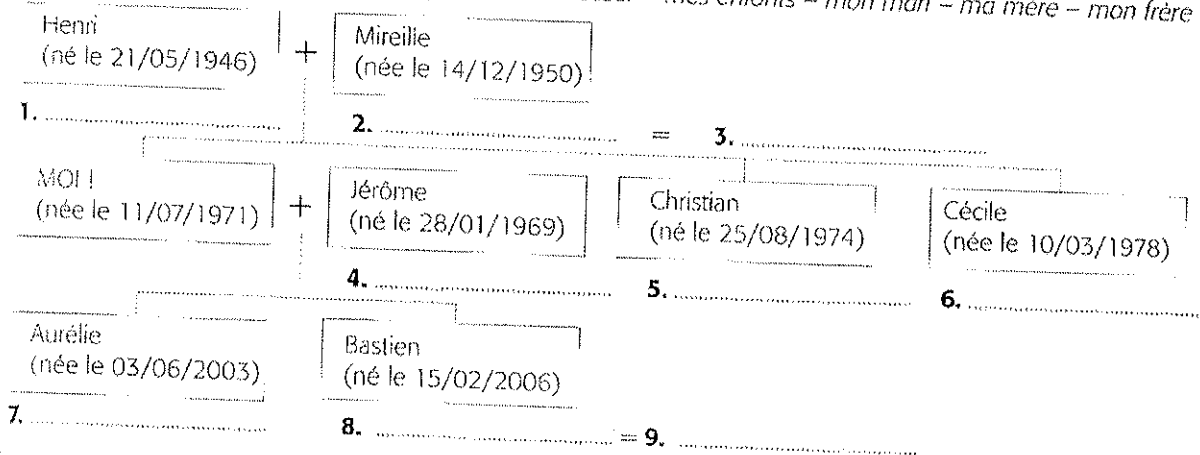 – mes enfants – mon mari – ma mère – mon frère
Henri
(né le 21/05/1946)
+
Mireille
(née le 14/12/1950)
1. ........................
2. ........................ = 3. ........................
MOI !
(née le 11/07/1971)
+
Jérôme
(né le 28/01/1969)
Christian
(né le 25/08/1974)
Cécile
(née le 10/03/1978)
4. ........................
5. ........................
6. ........................
Aurélie
(née le 03/06/2003)
Bastien
(né le 15/02/2006)
7. ........................
8. ........................ = 9. ........................